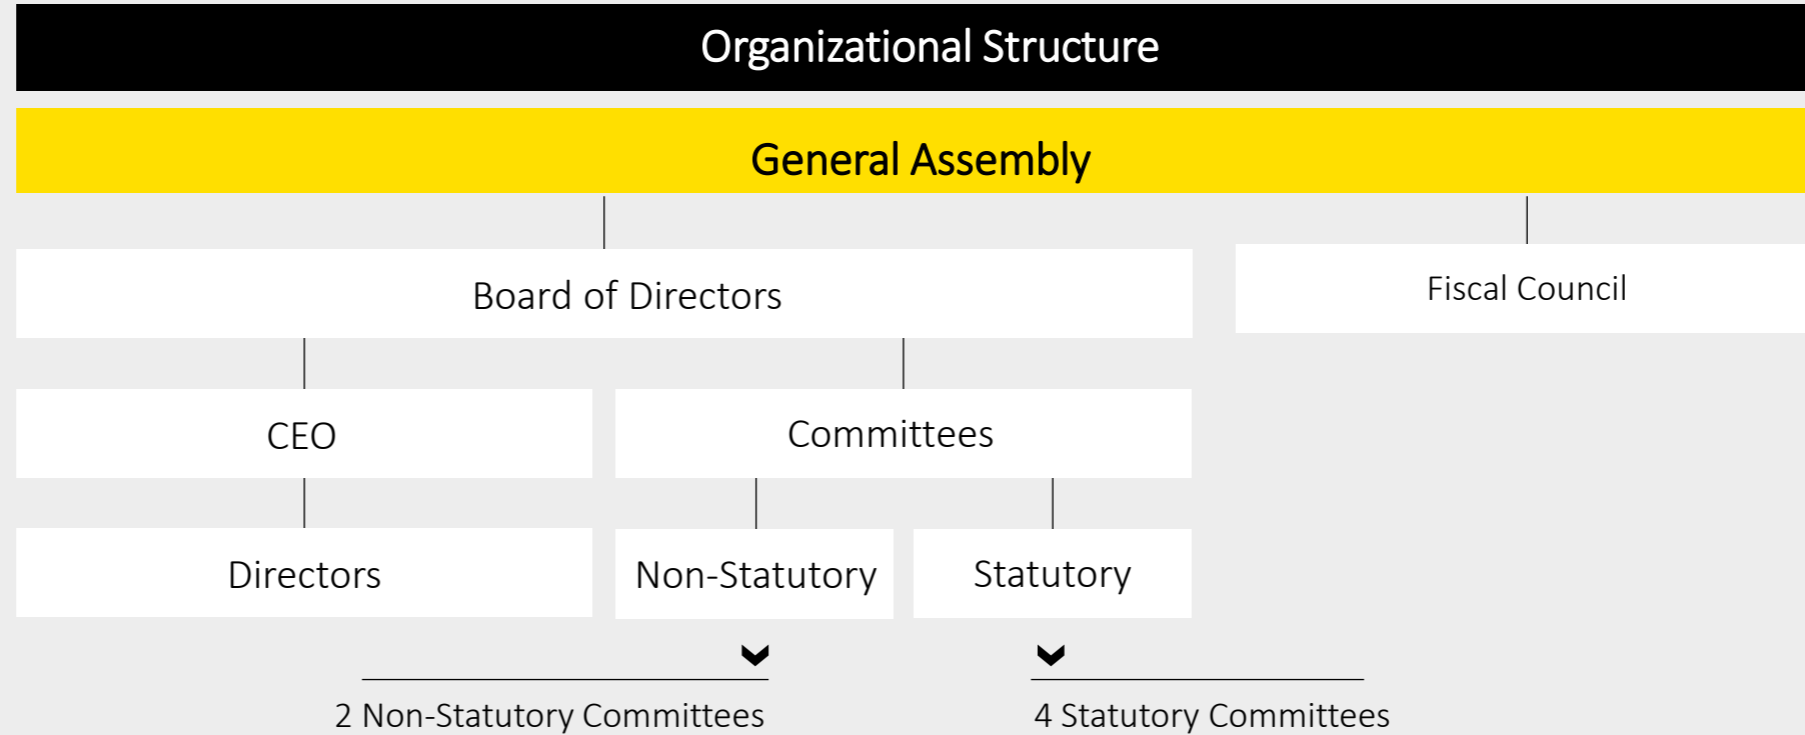 Organizational Structure
General Assembly
Board of Directors
Fiscal Council
CEO
Committees
Directors
Non-Statutory
Statutory
2 Non-Statutory Committees
4 Statutory Committees